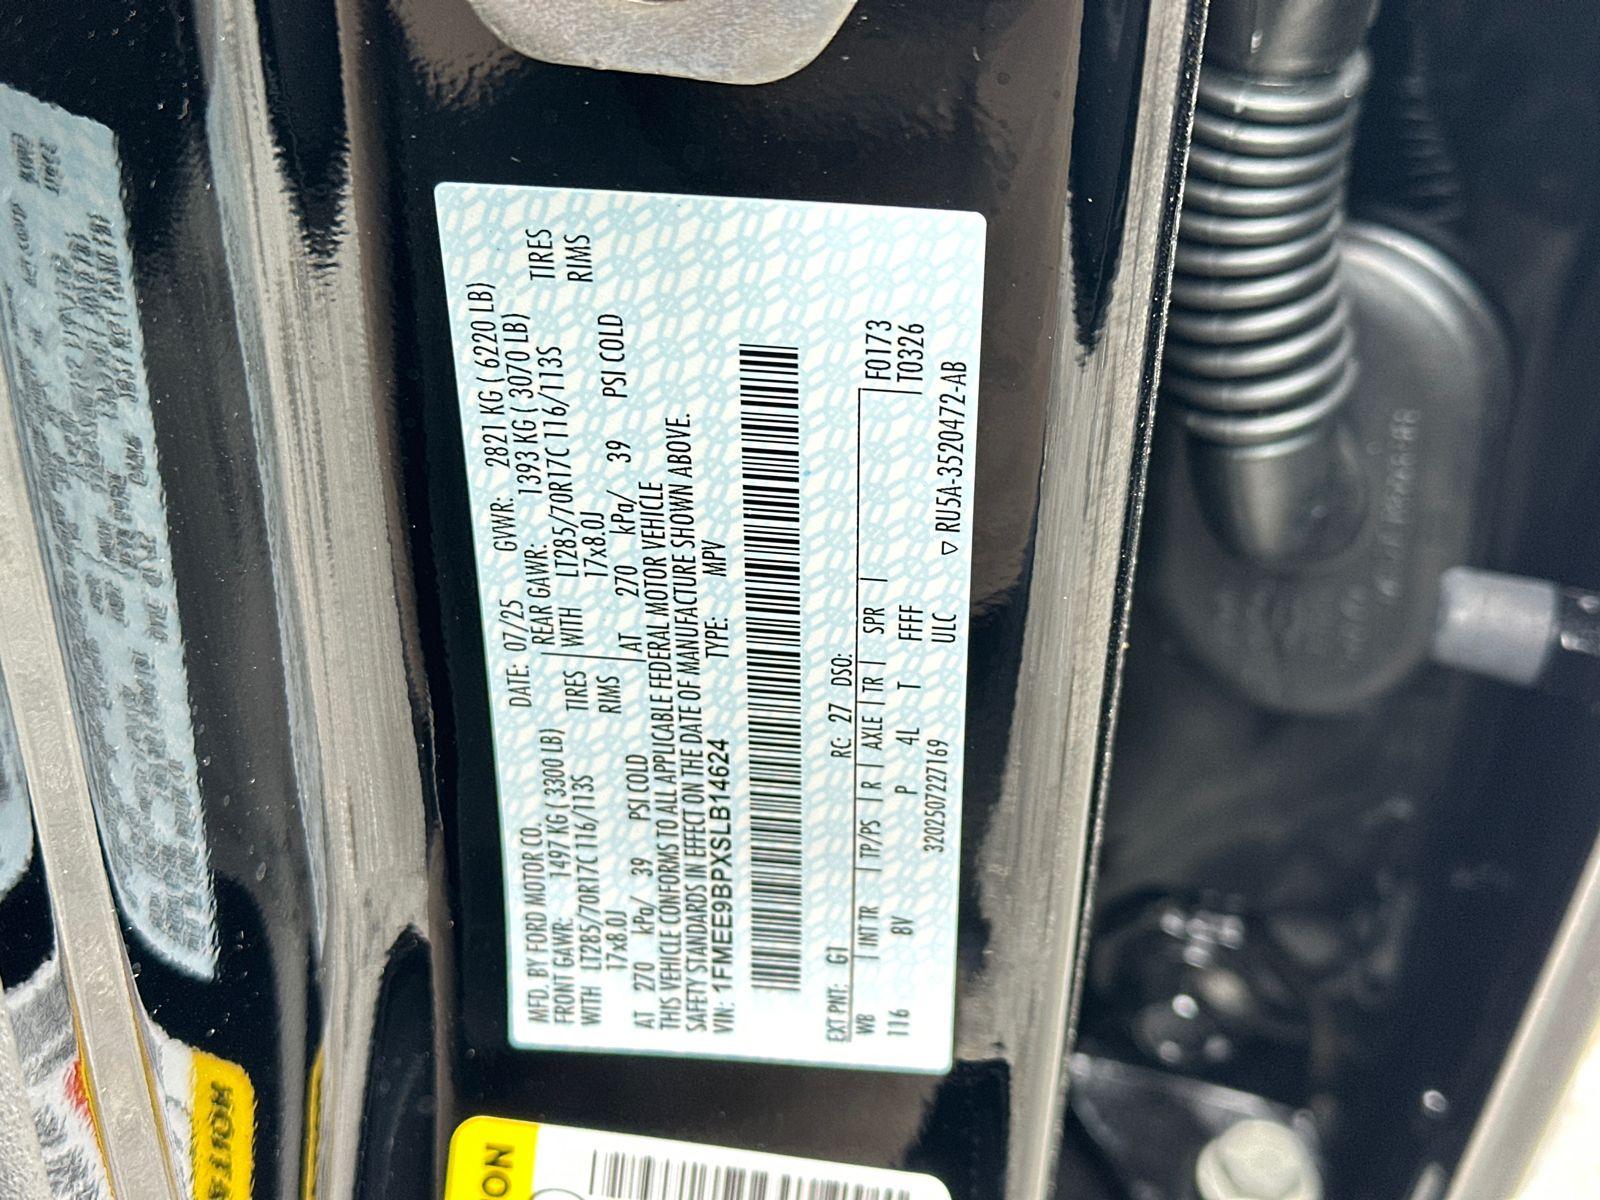 MFD. BY FORD MOTOR CO.
DATE: 07/25 GVWR: 2821 KG ( 6220 LB)
FRONT GAWR: 1497 KG ( 3300 LB) REAR GAWR: 1393 KG ( 3070 LB)
WITH LT285/70R17C 116/113S TIRES WITH LT285/70R17C 116/113S TIRES
17x8.0J RIMS 17x8.0J RIMS
AT 270 kPa/ 39 PSI COLD AT 270 kPa/ 39 PSI COLD
THIS VEHICLE CONFORMS TO ALL APPLICABLE FEDERAL MOTOR VEHICLE
SAFETY STANDARDS IN EFFECT ON THE DATE OF MANUFACTURE SHOWN ABOVE.
VIN: 1FMEE9BPXSLB14624 TYPE: MPV
EXT PNT: G1 RC: 27 DSO:
WB INTR TP/PS R AXLE TR SPR F0173
116 8V P 4L T FFF T0326
32025072227169 ULC ▽ RU5A-3520472-AB